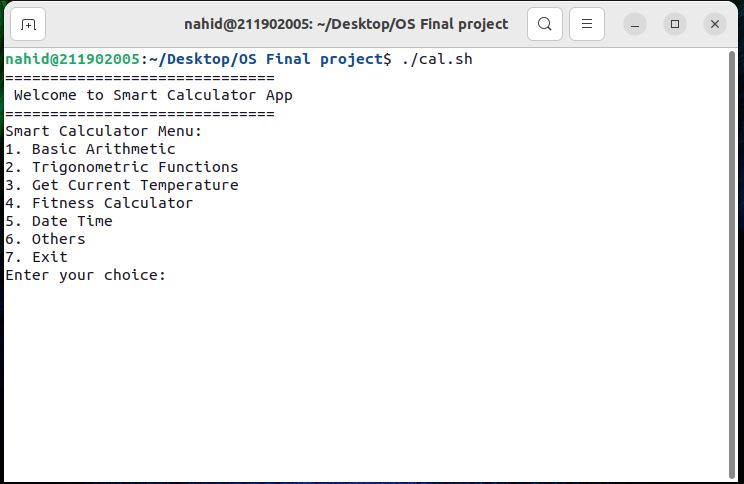 nahid@211902005: ~/Desktop/OS Final project
nahid@211902005:~/Desktop/OS Final project$ ./cal.sh
==============================
 Welcome to Smart Calculator App
==============================
Smart Calculator Menu:
1. Basic Arithmetic
2. Trigonometric Functions
3. Get Current Temperature
4. Fitness Calculator
5. Date Time
6. Others
7. Exit
Enter your choice: